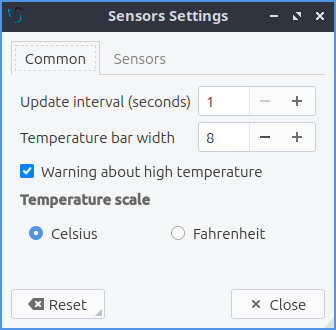 Sensors Settings
Common Sensors
Update interval (seconds) 1
Temperature bar width 8
Warning about high temperature
Temperature scale
Celsius Fahrenheit
Reset Close